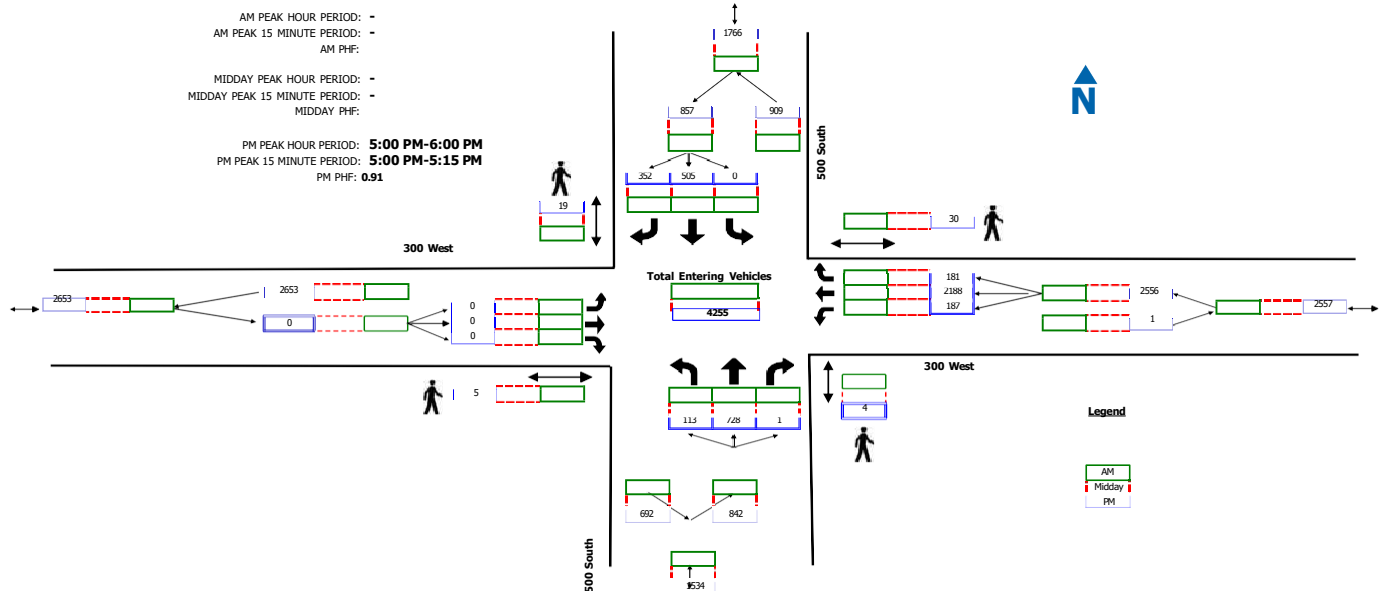 AM PEAK HOUR PERIOD: -
AM PEAK 15 MINUTE PERIOD: -
AM PHF:
MIDDAY PEAK HOUR PERIOD: -
MIDDAY PEAK 15 MINUTE PERIOD: -
MIDDAY PHF:
PM PEAK HOUR PERIOD: 5:00 PM-6:00 PM
PM PEAK 15 MINUTE PERIOD: 5:00 PM-5:15 PM
PM PHF: 0.91
1766
N
857 909
500 South
352 505 0
19
30
300 West
Total Entering Vehicles
4255
2653
2653
0
0
0
0
181
2188
187
2556
1
2557
300 West
5
113 728 1
4
Legend
AM
Midday
PM
692 842
500 South
1534